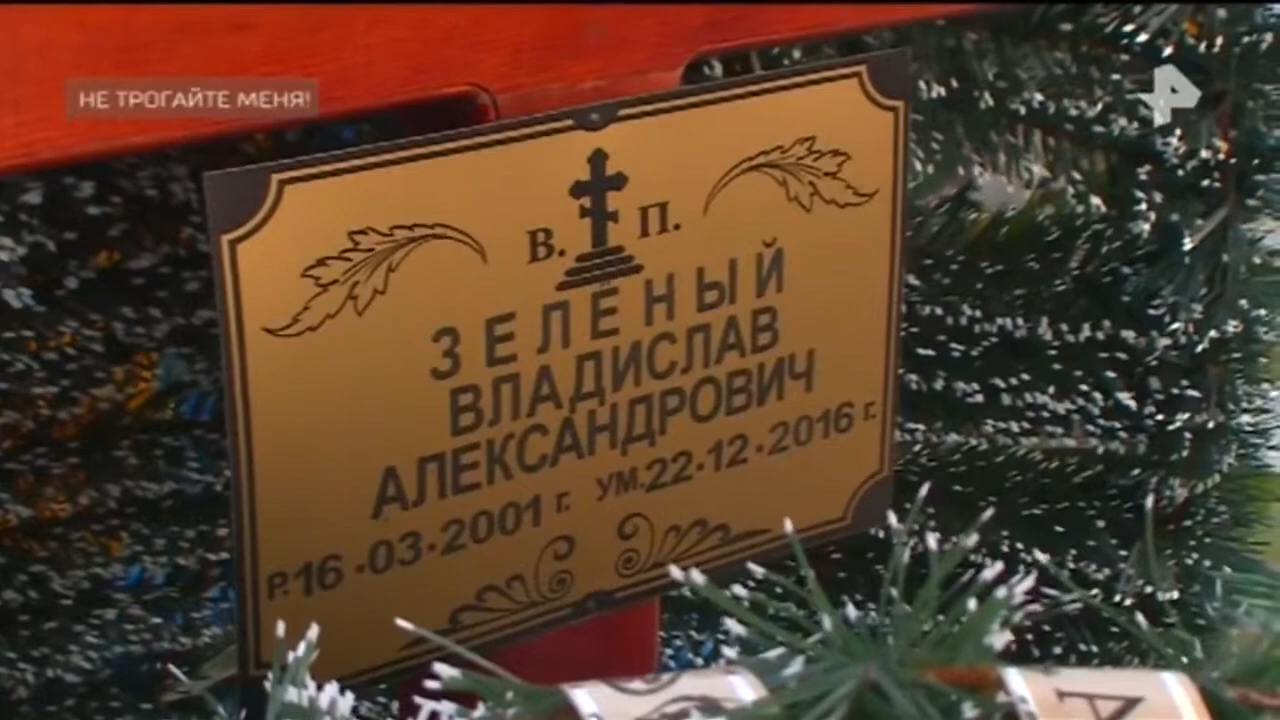 НЕ ТРОГАЙТЕ МЕНЯ!
В. П.
ЗЕЛЁНЫЙ
ВЛАДИСЛАВ
АЛЕКСАНДРОВИЧ
Р.16.03.2001 г. УМ.22.12.2016 г.
А